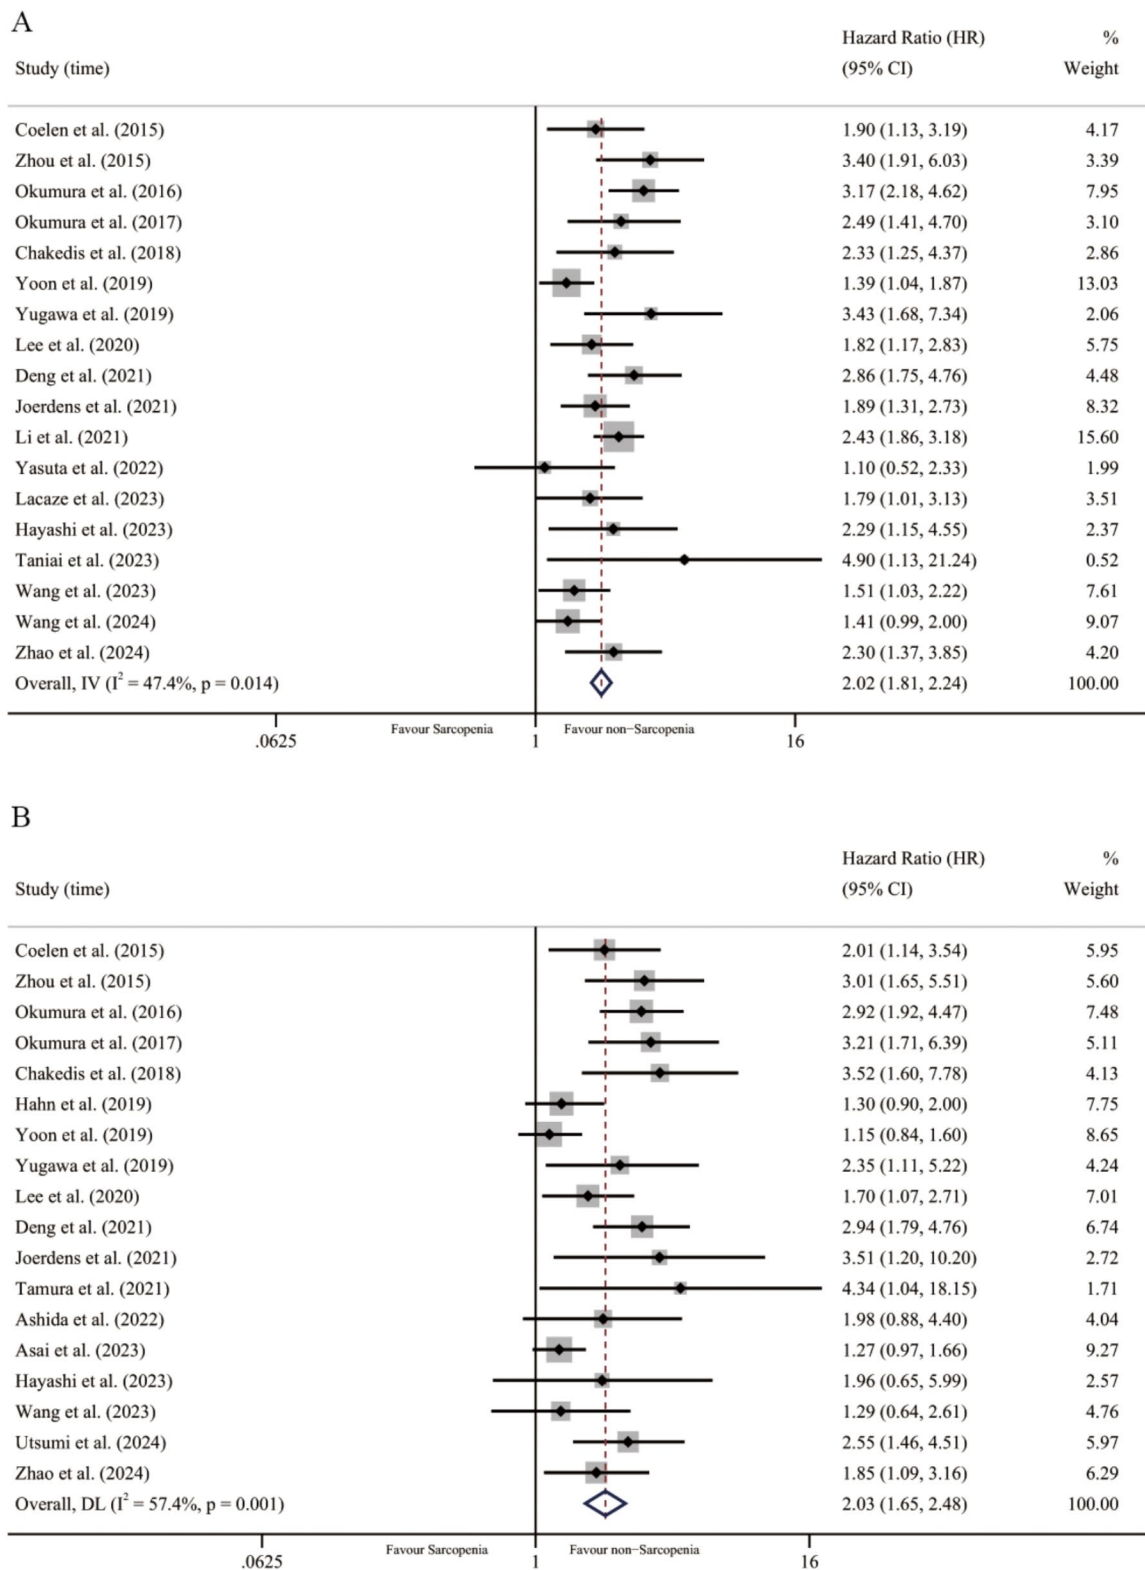 A
Hazard Ratio (HR) %
Study (time) (95% CI) Weight
Coelen et al. (2015) 1.90 (1.13, 3.19) 4.17
Zhou et al. (2015) 3.40 (1.91, 6.03) 3.39
Okumura et al. (2016) 3.17 (2.18, 4.62) 7.95
Okumura et al. (2017) 2.49 (1.41, 4.70) 3.10
Chakedis et al. (2018) 2.33 (1.25, 4.37) 2.86
Yoon et al. (2019) 1.39 (1.04, 1.87) 13.03
Yugawa et al. (2019) 3.43 (1.68, 7.34) 2.06
Lee et al. (2020) 1.82 (1.17, 2.83) 5.75
Deng et al. (2021) 2.86 (1.75, 4.76) 4.48
Joerdens et al. (2021) 1.89 (1.31, 2.73) 8.32
Li et al. (2021) 2.43 (1.86, 3.18) 15.60
Yasuta et al. (2022) 1.10 (0.52, 2.33) 1.99
Lacaze et al. (2023) 1.79 (1.01, 3.13) 3.51
Hayashi et al. (2023) 2.29 (1.15, 4.55) 2.37
Taniai et al. (2023) 4.90 (1.13, 21.24) 0.52
Wang et al. (2023) 1.51 (1.03, 2.22) 7.61
Wang et al. (2024) 1.41 (0.99, 2.00) 9.07
Zhao et al. (2024) 2.30 (1.37, 3.85) 4.20
Overall, IV (I² = 47.4%, p = 0.014) 2.02 (1.81, 2.24) 100.00
Favour Sarcopenia Favour non−Sarcopenia
.0625 1 16
B
Hazard Ratio (HR) %
Study (time) (95% CI) Weight
Coelen et al. (2015) 2.01 (1.14, 3.54) 5.95
Zhou et al. (2015) 3.01 (1.65, 5.51) 5.60
Okumura et al. (2016) 2.92 (1.92, 4.47) 7.48
Okumura et al. (2017) 3.21 (1.71, 6.39) 5.11
Chakedis et al. (2018) 3.52 (1.60, 7.78) 4.13
Hahn et al. (2019) 1.30 (0.90, 2.00) 7.75
Yoon et al. (2019) 1.15 (0.84, 1.60) 8.65
Yugawa et al. (2019) 2.35 (1.11, 5.22) 4.24
Lee et al. (2020) 1.70 (1.07, 2.71) 7.01
Deng et al. (2021) 2.94 (1.79, 4.76) 6.74
Joerdens et al. (2021) 3.51 (1.20, 10.20) 2.72
Tamura et al. (2021) 4.34 (1.04, 18.15) 1.71
Ashida et al. (2022) 1.98 (0.88, 4.40) 4.04
Asai et al. (2023) 1.27 (0.97, 1.66) 9.27
Hayashi et al. (2023) 1.96 (0.65, 5.99) 2.57
Wang et al. (2023) 1.29 (0.64, 2.61) 4.76
Utsumi et al. (2024) 2.55 (1.46, 4.51) 5.97
Zhao et al. (2024) 1.85 (1.09, 3.16) 6.29
Overall, DL (I² = 57.4%, p = 0.001) 2.03 (1.65, 2.48) 100.00
Favour Sarcopenia Favour non−Sarcopenia
.0625 1 16